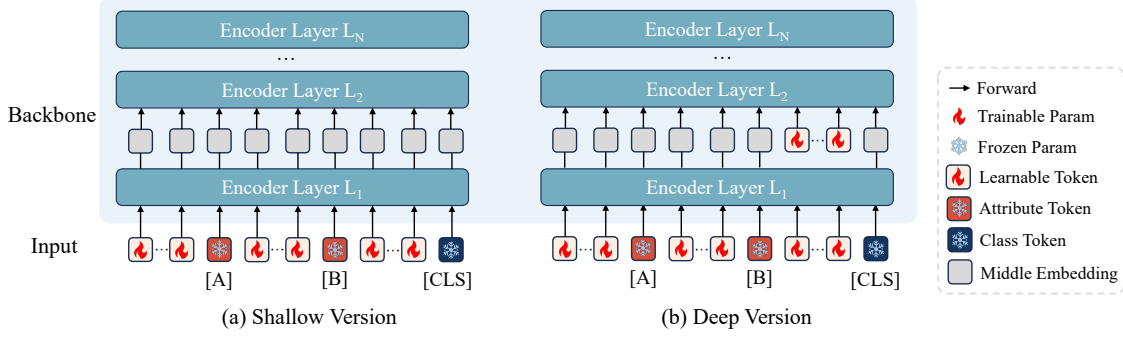 Encoder Layer L_N
...
Encoder Layer L_2
Encoder Layer L_1
[A]
[B]
[CLS]
(a) Shallow Version
Encoder Layer L_N
...
Encoder Layer L_2
...
Encoder Layer L_1
[A]
[B]
[CLS]
(b) Deep Version
Backbone
Input
Forward
Trainable Param
Frozen Param
Learnable Token
Attribute Token
Class Token
Middle Embedding